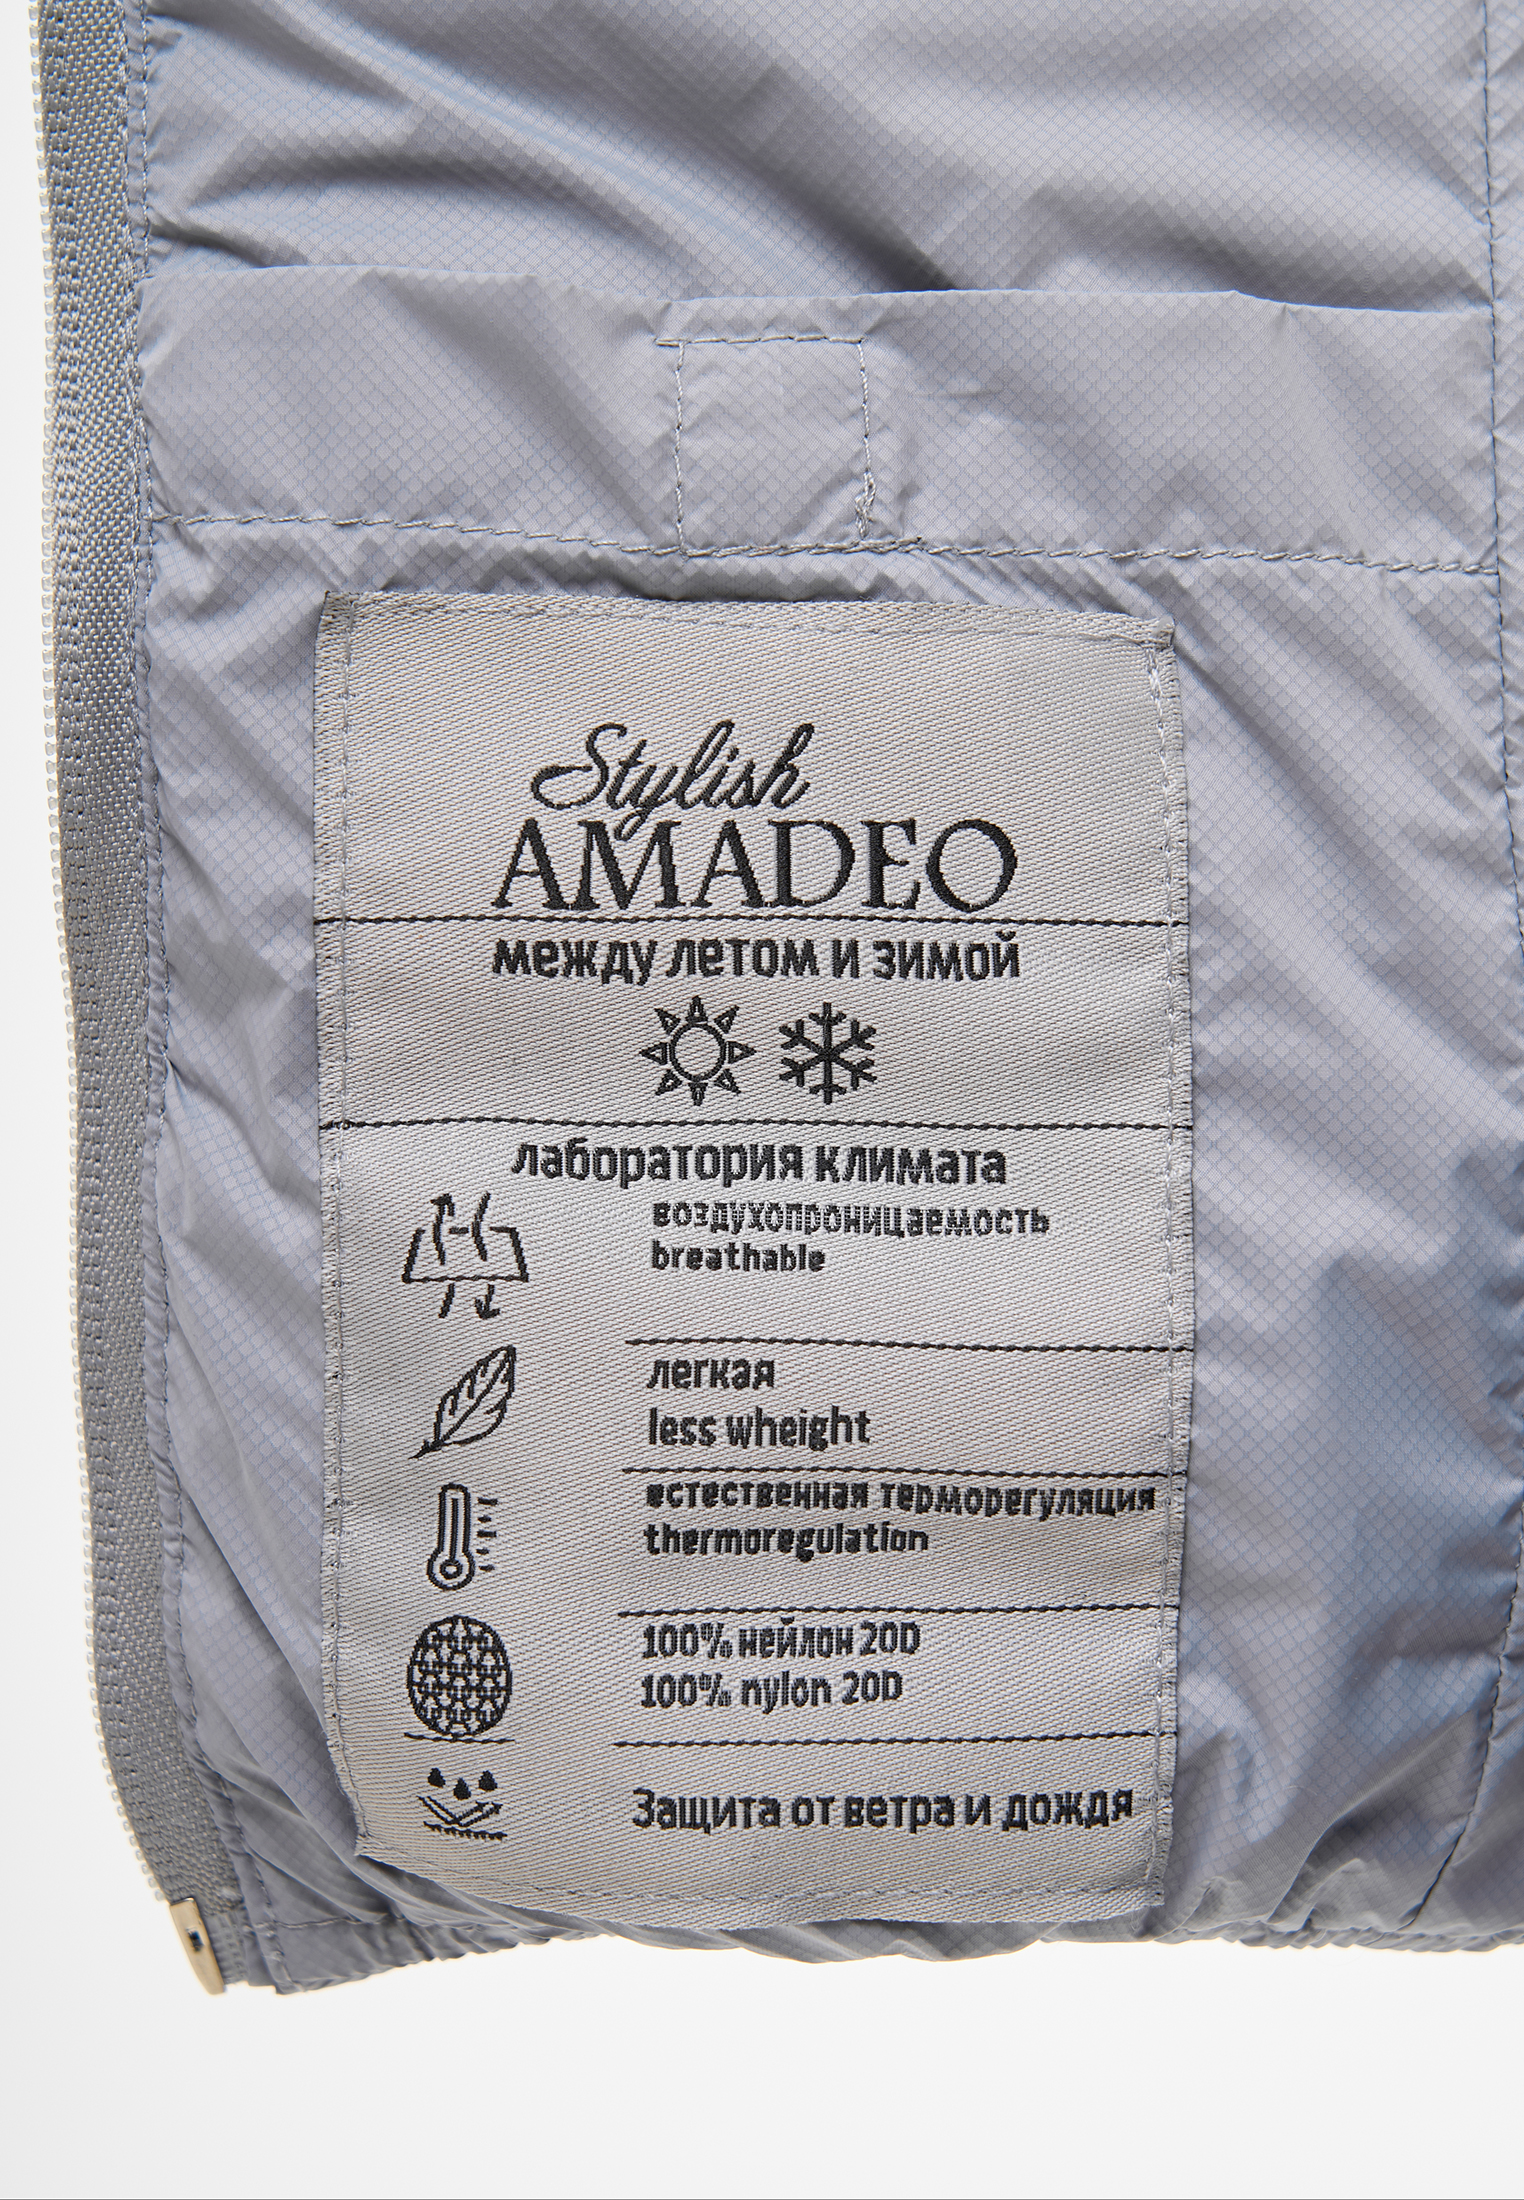 Stylish
AMADEO
между летом и зимой
лаборатория климата
воздухопроницаемость
breathable
легкая
less wheight
естественная терморегуляция
thermoregulation
100% нейлон 20D
100% nylon 20D
Защита от ветра и дождя